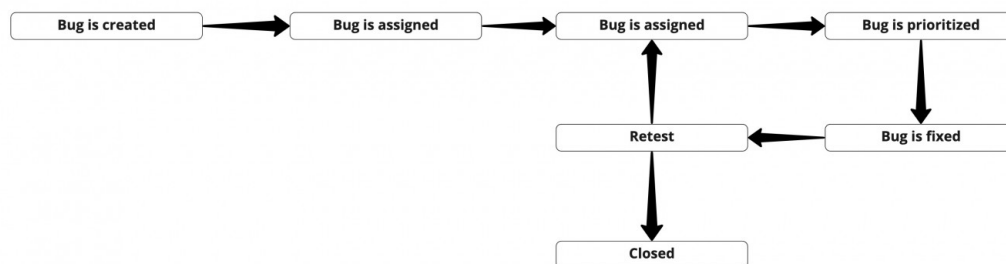 Bug is created
Bug is assigned
Bug is assigned
Bug is prioritized
Retest
Bug is fixed
Closed